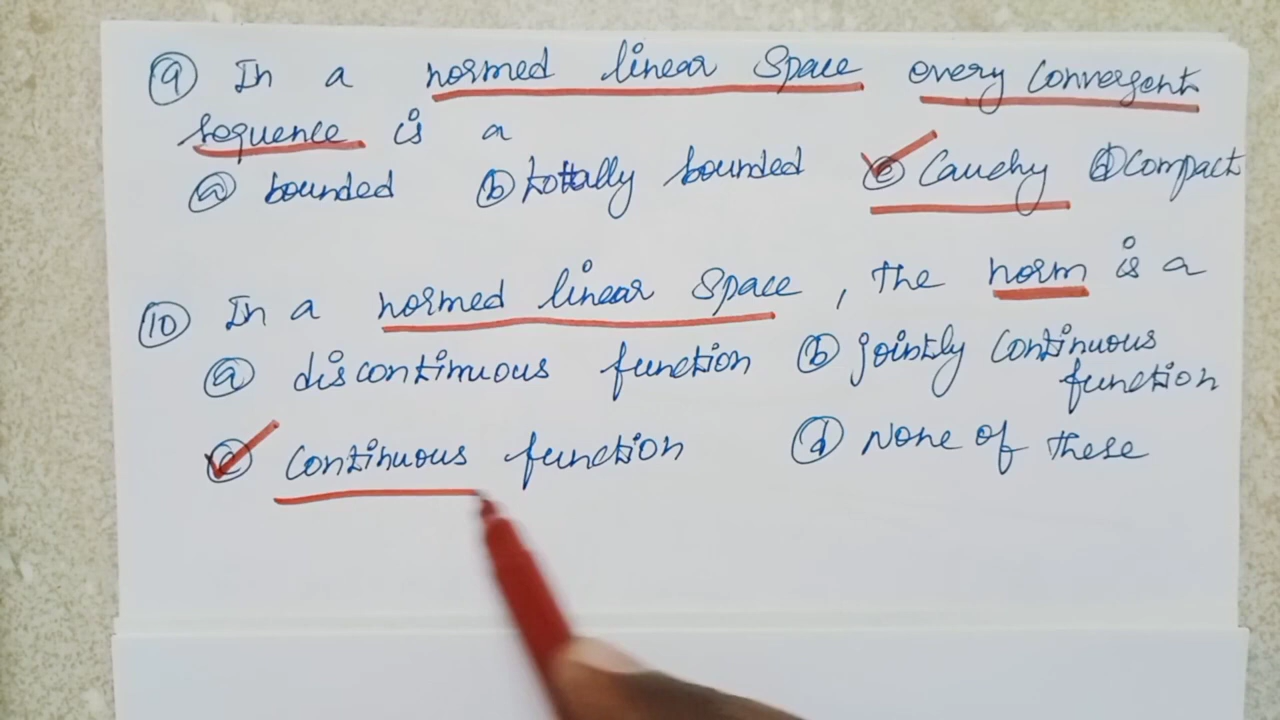 ⑨ In a normed linear Space every Convergent
sequence is a
ⓐ bounded ⓑ totally bounded ⓒ Cauchy ⓓ compact
⑩ In a normed linear Space, the norm is a
ⓐ discontinuous function ⓑ jointly continuous
function
ⓒ continuous function ⓓ None of these